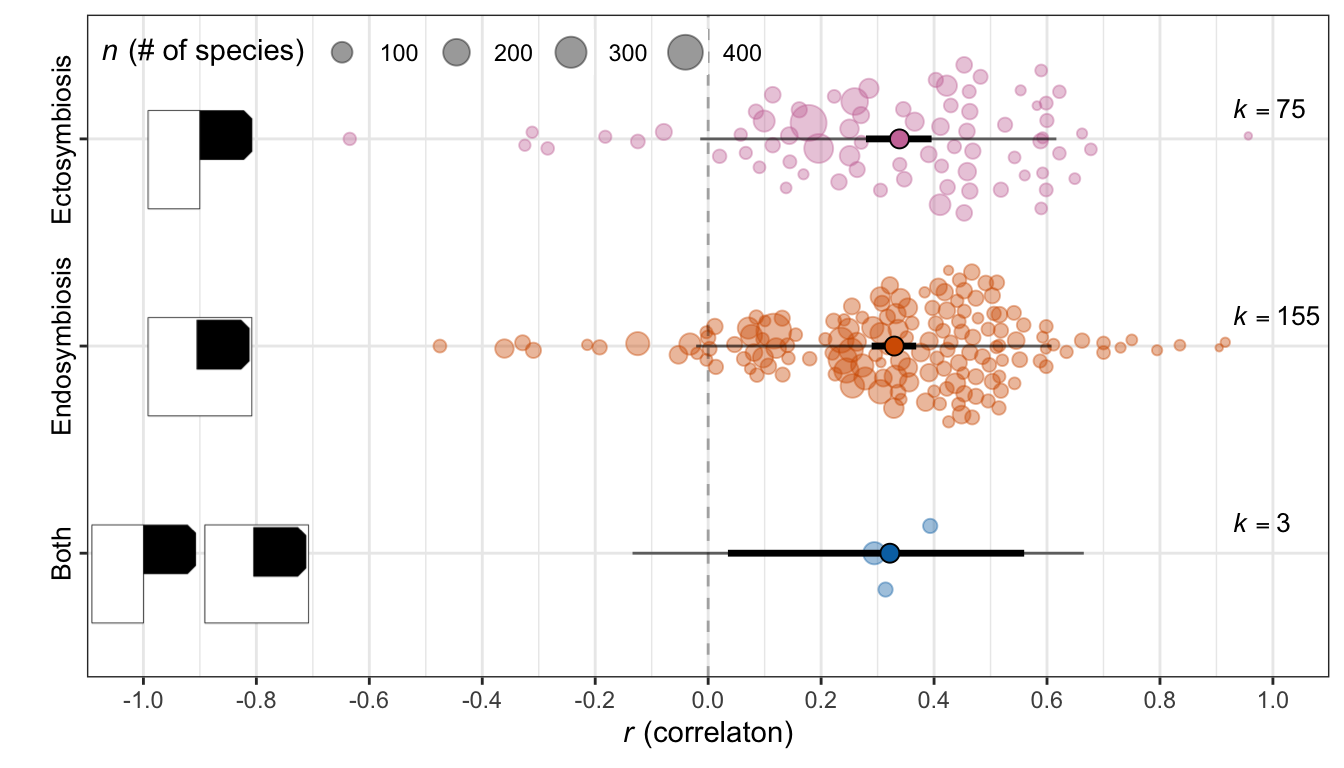 n (# of species) 100 200 300 400
Ectosymbiosis
k = 75
Endosymbiosis
k = 155
Both
k = 3
-1.0 -0.8 -0.6 -0.4 -0.2 0.0 0.2 0.4 0.6 0.8 1.0
r (correlaton)